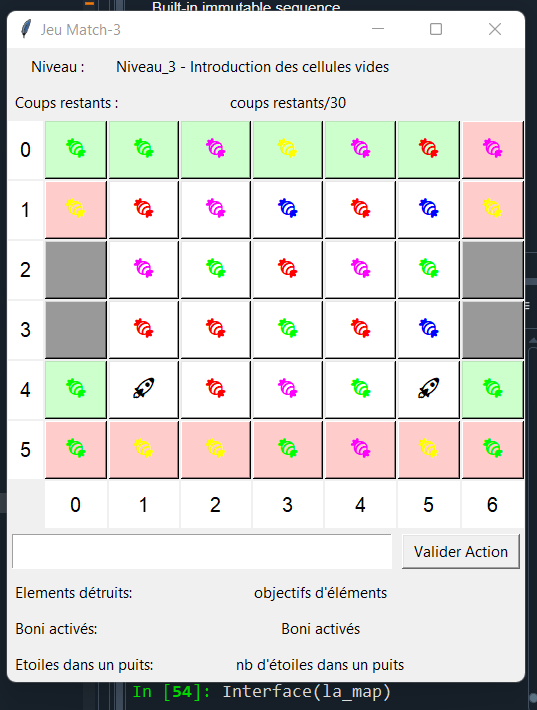 Built-in immutable sequence
Jeu Match-3
Niveau : Niveau_3 - Introduction des cellules vides
Coups restants : coups restants/30
0
1
2
3
4
5
0 1 2 3 4 5 6
Valider Action
Elements détruits: objectifs d'éléments
Boni activés: Boni activés
Etoiles dans un puits: nb d'étoiles dans un puits
In [54]: Interface(la_map)